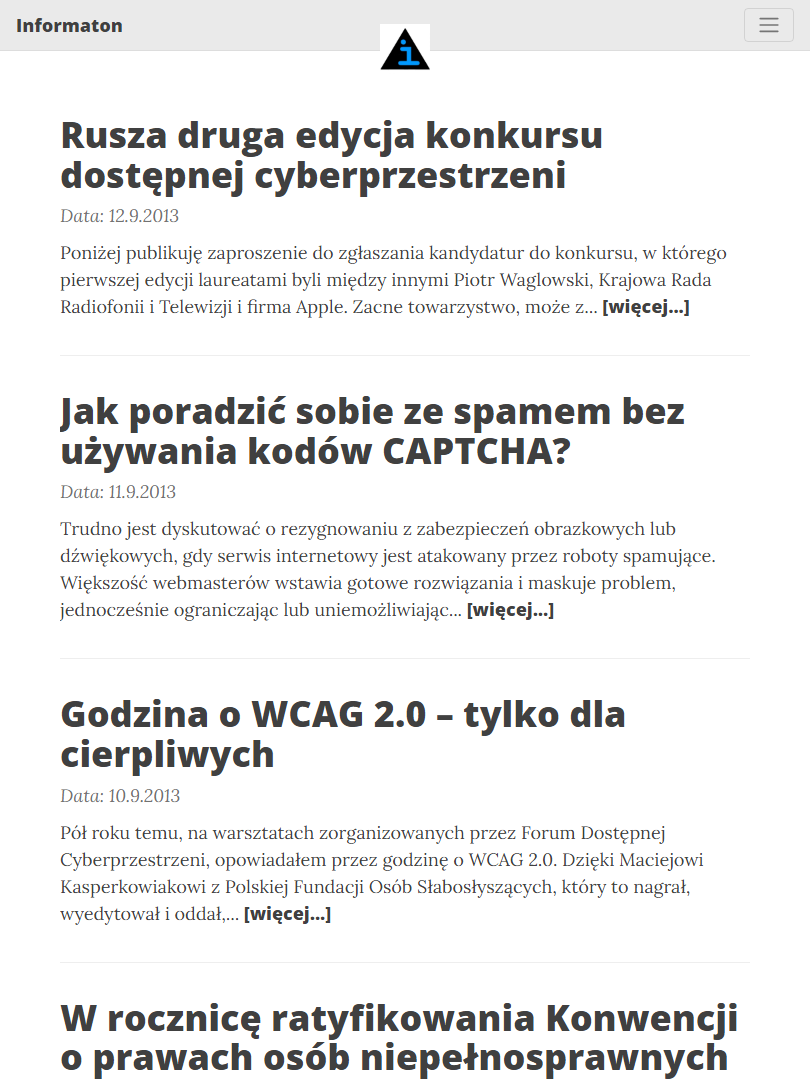 Informaton
i
Rusza druga edycja konkursu
dostępnej cyberprzestrzeni
Data: 12.9.2013
Poniżej publikuję zaproszenie do zgłaszania kandydatur do konkursu, w którego
pierwszej edycji laureatami byli między innymi Piotr Waglowski, Krajowa Rada
Radiofonii i Telewizji i firma Apple. Zacne towarzystwo, może z... [więcej...]
Jak poradzić sobie ze spamem bez
używania kodów CAPTCHA?
Data: 11.9.2013
Trudno jest dyskutować o rezygnowaniu z zabezpieczeń obrazkowych lub
dźwiękowych, gdy serwis internetowy jest atakowany przez roboty spamujące.
Większość webmasterów wstawia gotowe rozwiązania i maskuje problem,
jednocześnie ograniczając lub uniemożliwiając... [więcej...]
Godzina o WCAG 2.0 – tylko dla
cierpliwych
Data: 10.9.2013
Pół roku temu, na warsztatach zorganizowanych przez Forum Dostępnej
Cyberprzestrzeni, opowiadałem przez godzinę o WCAG 2.0. Dzięki Maciejowi
Kasperkowiakowi z Polskiej Fundacji Osób Słabosłyszących, który to nagrał,
wyedytował i oddał,... [więcej...]
W rocznicę ratyfikowania Konwencji
o prawach osób niepełnosprawnych